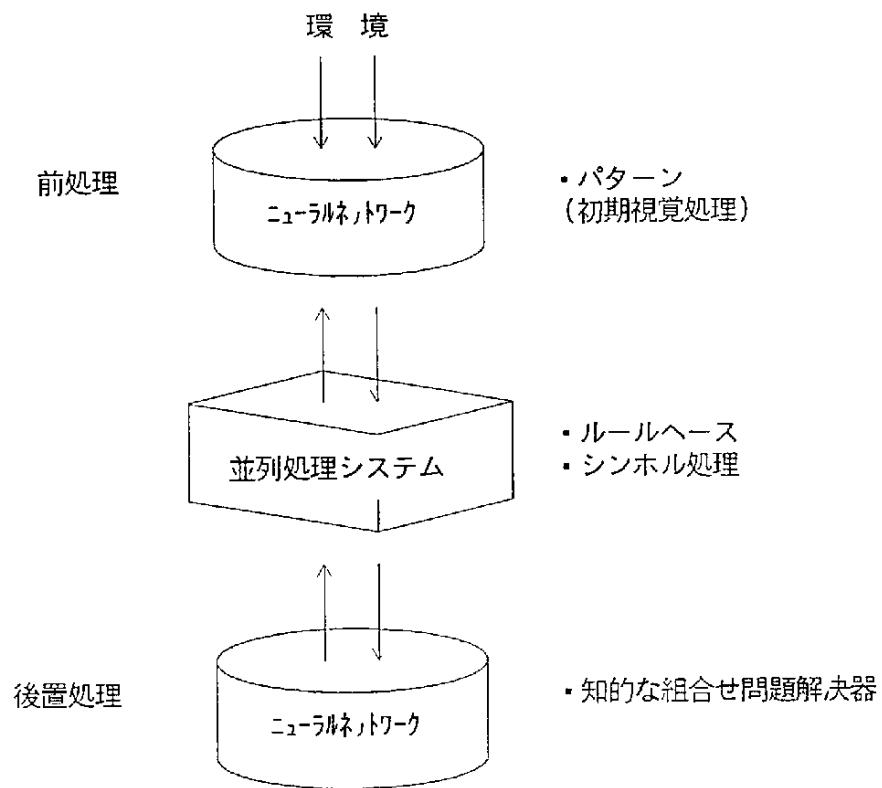 環 境
前処理
ニューラルネットワーク
・パターン
(初期視覚処理)
並列処理システム
・ルールヘース
・シンホル処理
後置処理
ニューラルネットワーク
・知的な組合せ問題解決器